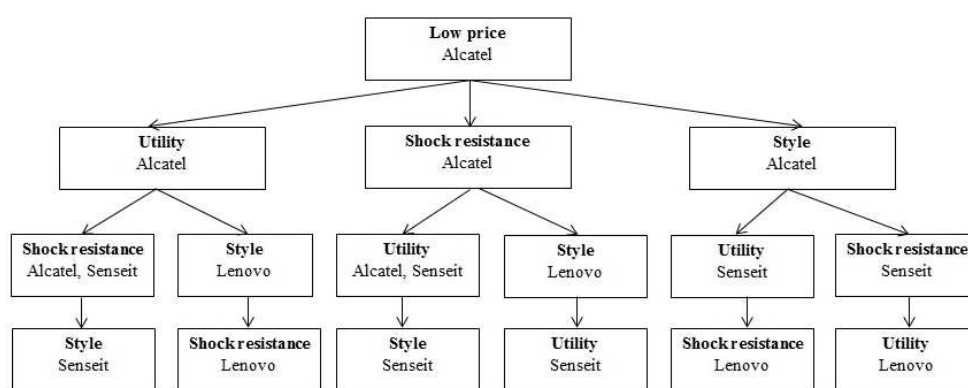 Low price
Alcatel
Utility
Alcatel
Shock resistance
Alcatel
Style
Alcatel
Shock resistance
Alcatel, Senseit
Style
Lenovo
Utility
Alcatel, Senseit
Style
Lenovo
Utility
Senseit
Shock resistance
Senseit
Style
Senseit
Shock resistance
Lenovo
Style
Senseit
Utility
Senseit
Shock resistance
Lenovo
Utility
Lenovo